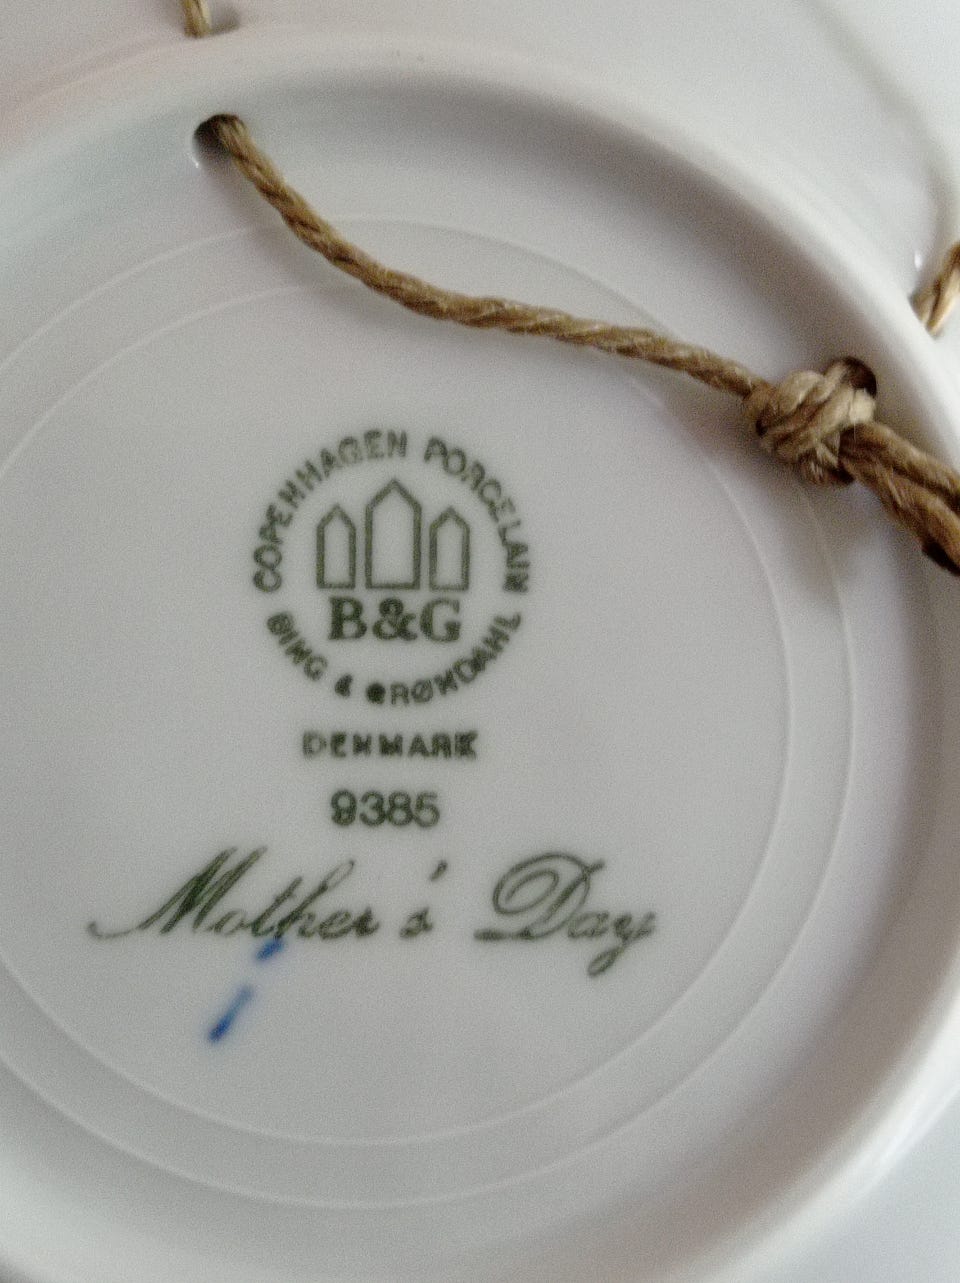 COPENHAGEN PORCELAIN
B&G
BING & GRØNDAHL
DENMARK
9385
Mother's Day